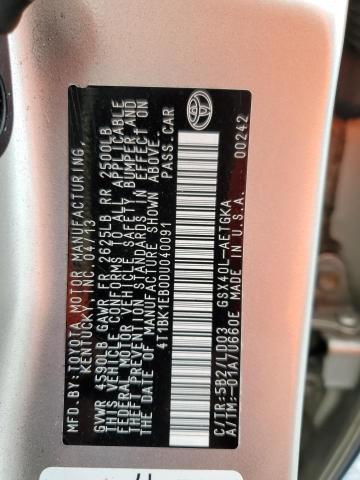 MFD.BY:TOYOTA MOTOR MANUFACTURING,
KENTUCKY, INC. 04/13
GVWR 4590LB GAWR FR 2625LB RR 2500LB
THIS VEHICLE CONFORMS TO ALL APPLICABLE
FEDERAL MOTOR VEHICLE SAFETY, BUMPER, AND
THEFT PREVENTION STANDARDS IN EFFECT ON
THE DATE OF MANUFACTURE SHOWN ABOVE.
4T1BK1EB0DU040091 PASS.CAR
C/TR:5B2/LD03 GSX40L-AETGKA
A/TM:-01A/U660E MADE IN U.S.A. 00242